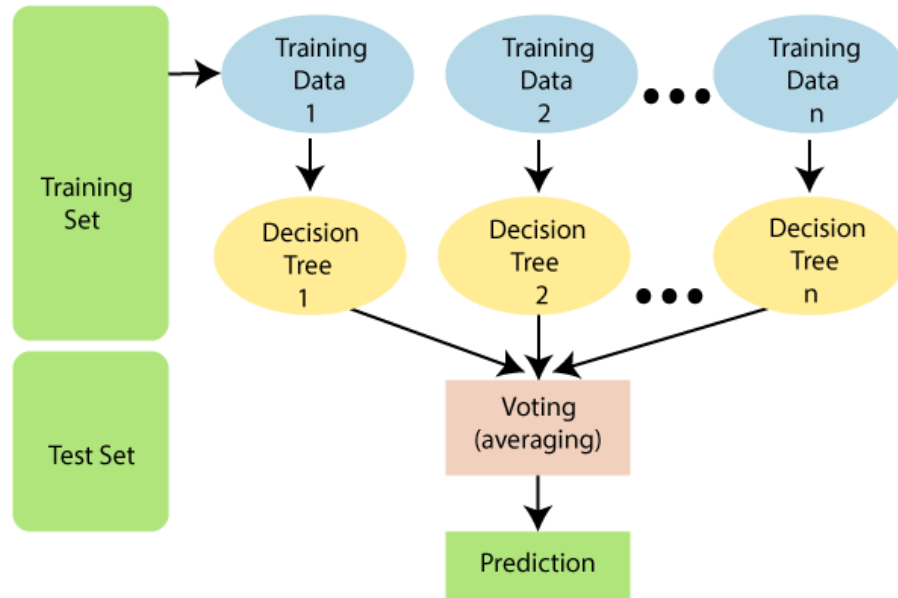 Training
Set
Test Set
Training
Data
1
Training
Data
2
Training
Data
n
Decision
Tree
1
Decision
Tree
2
Decision
Tree
n
Voting
(averaging)
Prediction